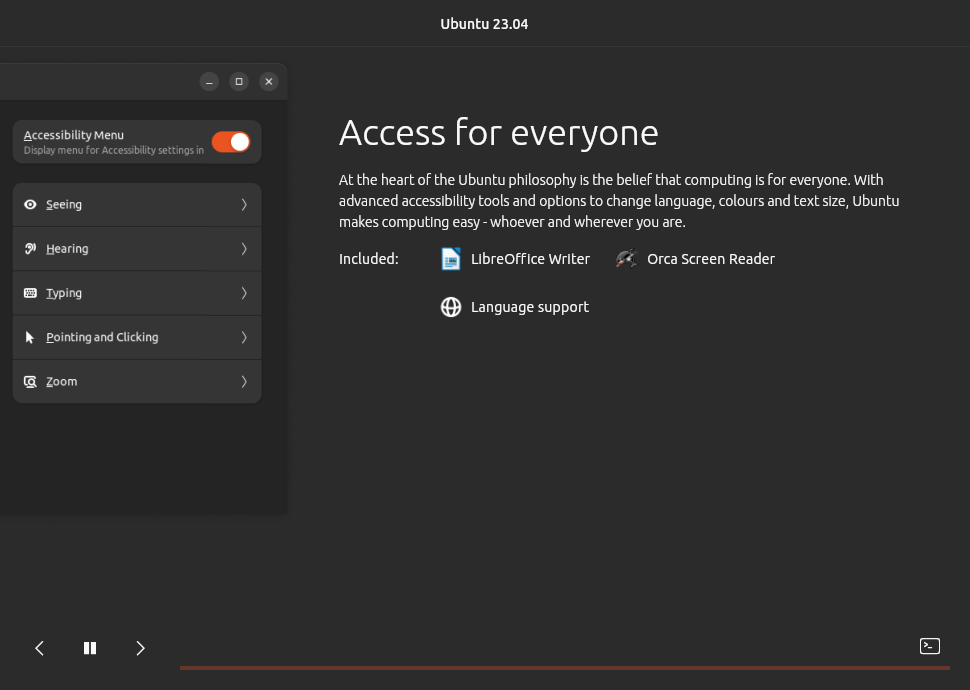 Ubuntu 23.04
Accessibility Menu
Display menu for Accessibility settings in
Seeing
Hearing
Typing
Pointing and Clicking
Zoom
Access for everyone
At the heart of the Ubuntu philosophy is the belief that computing is for everyone. With
advanced accessibility tools and options to change language, colours and text size, Ubuntu
makes computing easy - whoever and wherever you are.
Included:
LibreOffice Writer
Orca Screen Reader
Language support